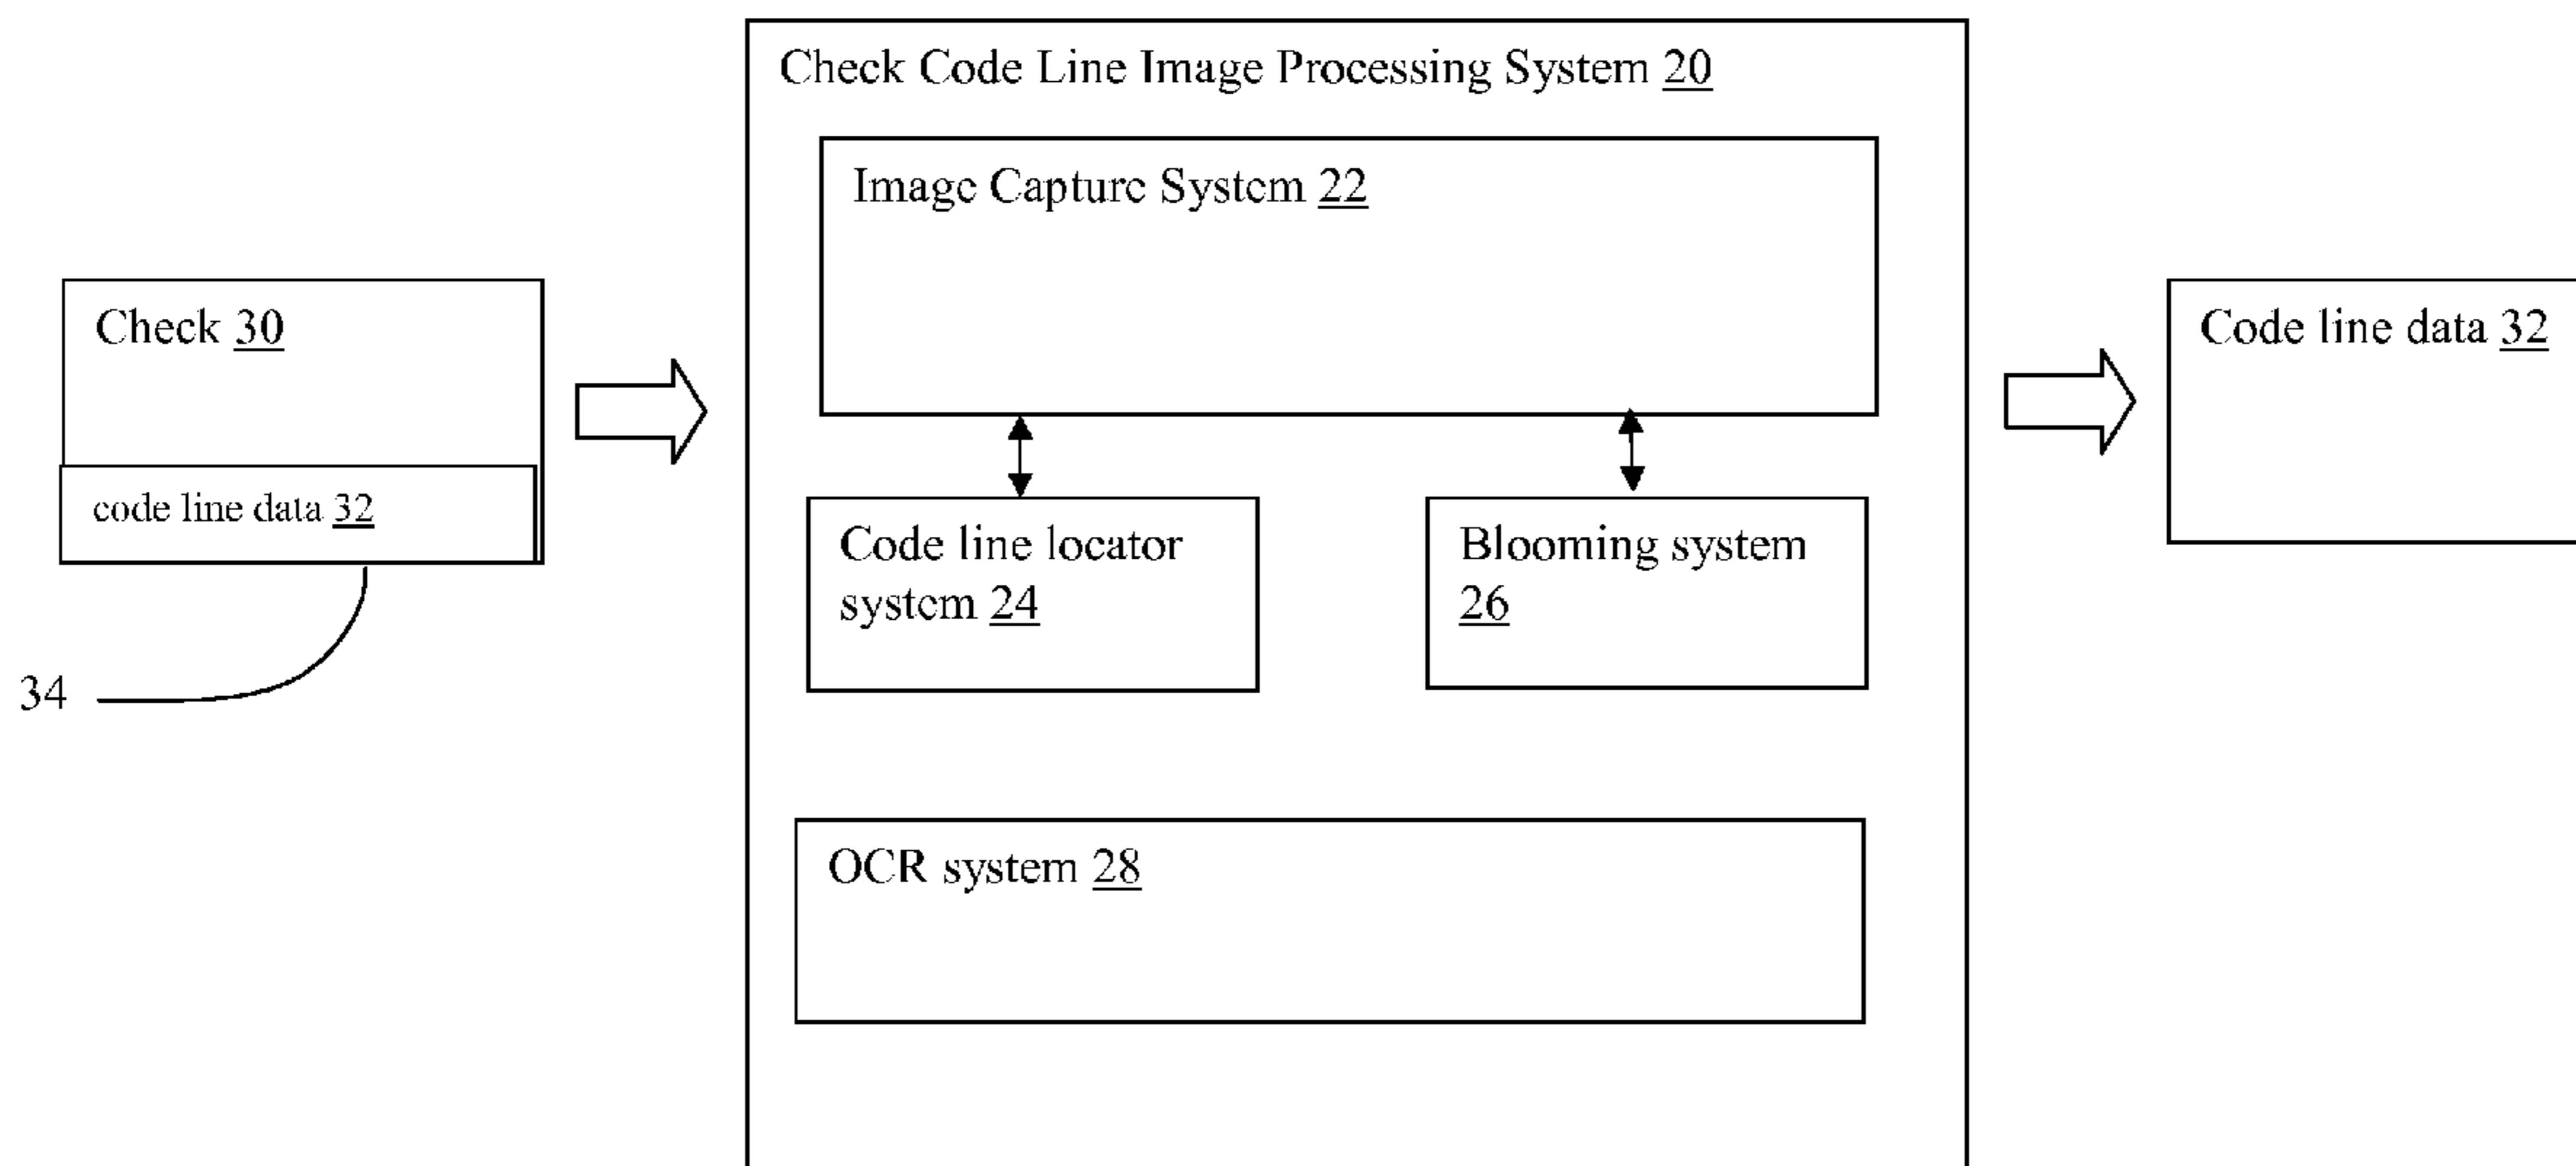 Check Code Line Image Processing System 20
Image Capture System 22
Check 30
code line data 32
34
Code line locator
system 24
Blooming system
26
OCR system 28
Code line data 32